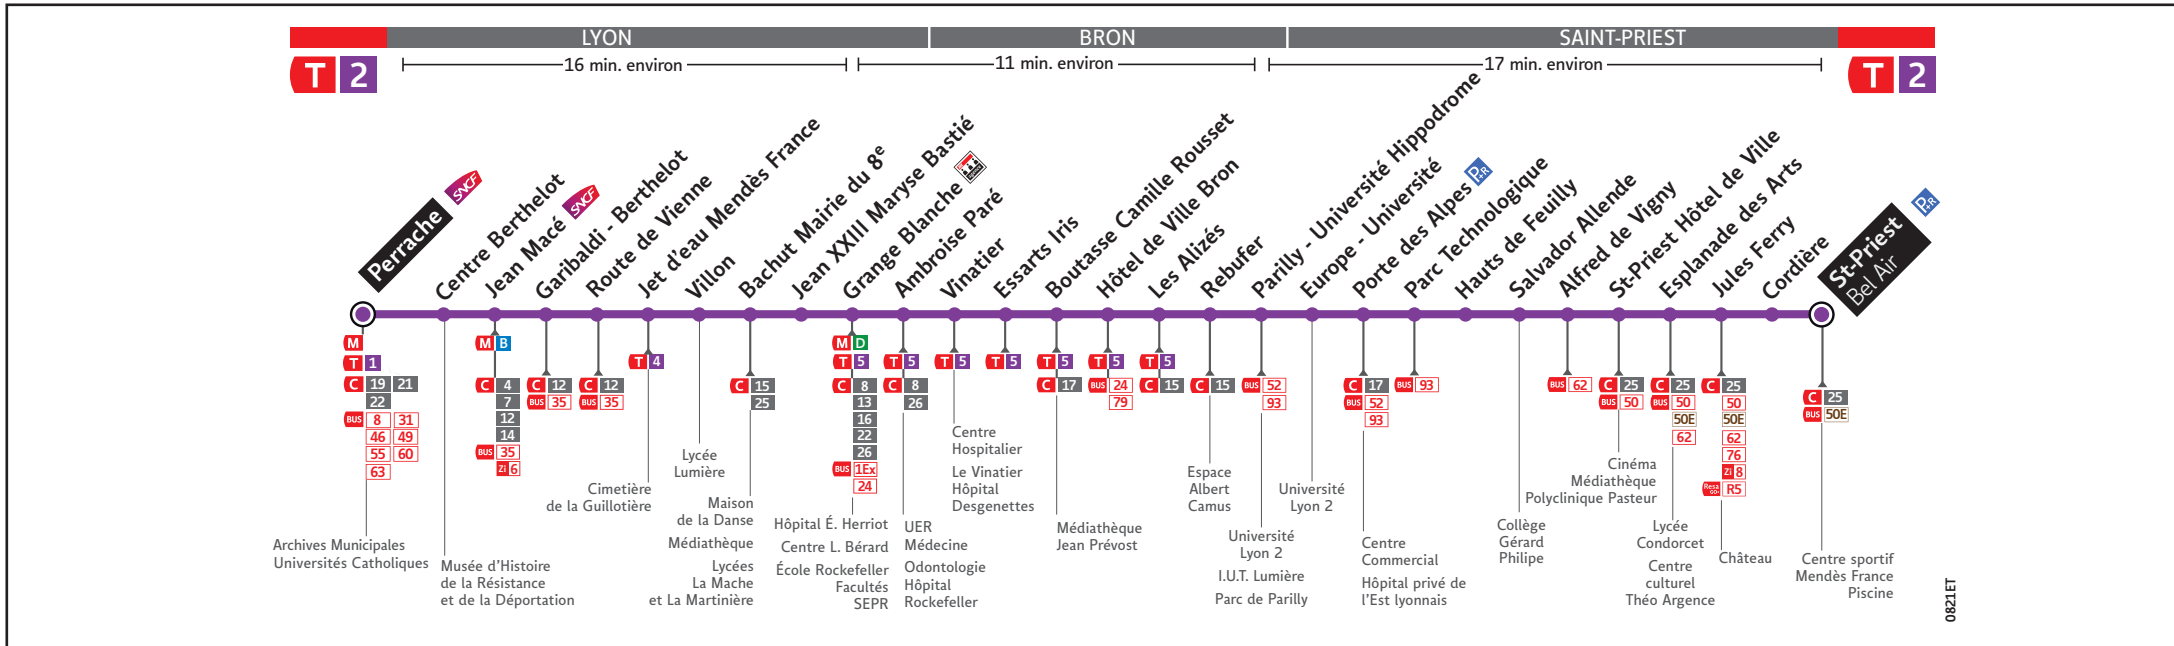 LYON
BRON
SAINT-PRIEST
T 2
16 min. environ
11 min. environ
17 min. environ
T 2
Perrache
SNCF
Centre Berthelot
Jean Macé
SNCF
Garibaldi - Berthelot
Route de Vienne
Jet d'eau Mendès France
Villon
Bachut Mairie du 8e
Jean XXIII Maryse Bastié
Grange Blanche
Ambroise Paré
Vinatier
Essarts Iris
Boutasse Camille Rousset
Hôtel de Ville Bron
Les Alizés
Rebufer
Parilly - Université Hippodrome
Europe - Université
Porte des Alpes
P+R
Parc Technologique
Hauts de Feuilly
Salvador Allende
Alfred de Vigny
St-Priest Hôtel de Ville
Esplanade des Arts
Jules Ferry
Cordière
St-Priest
Bel Air
P+R
M
T 1
C 19 21
22
BUS 8 31
46 49
55 60
63
Archives Municipales
Universités Catholiques
Musée d'Histoire
de la Résistance
et de la Déportation
M B
C 4
7
12
14
BUS 35
Zi 6
C 12
BUS 35
C 12
BUS 35
T 4
Cimetière
de la Guillotière
Lycée
Lumière
C 15
25
Maison
de la Danse
Médiathèque
Lycées
La Mache
et La Martinière
M D
T 5
C 8
13
16
22
26
BUS 1Ex
24
Hôpital É. Herriot
Centre L. Bérard
École Rockefeller
Facultés
SEPR
T 5
C 8
26
UER
Médecine
Odontologie
Hôpital
Rockefeller
T 5
Centre
Hospitalier
Le Vinatier
Hôpital
Desgenettes
T 5
T 5
C 17
Médiathèque
Jean Prévost
T 5
BUS 24
79
T 5
C 15
C 15
Espace
Albert
Camus
BUS 52
93
Université
Lyon 2
I.U.T. Lumière
Parc de Parilly
Université
Lyon 2
C 17
BUS 52
93
Centre
Commercial
Hôpital privé de
l'Est lyonnais
BUS 93
Collège
Gérard
Philipe
BUS 62
C 25
BUS 50
Cinéma
Médiathèque
Polyclinique Pasteur
C 25
BUS 50
50E
62
Lycée
Condorcet
Centre
culturel
Théo Argence
C 25
50
50E
62
76
Zi 8
Resa GO+ R5
Château
C 25
BUS 50E
Centre sportif
Mendès France
Piscine
0821ET